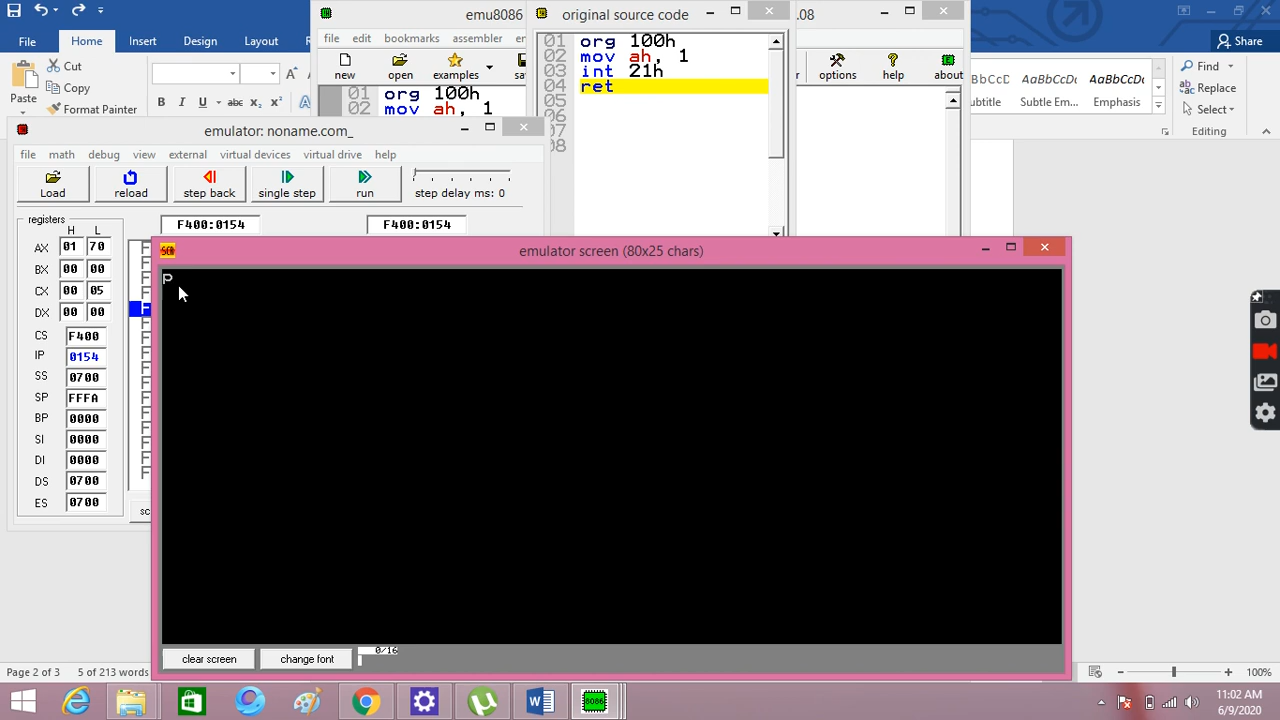 File
Home
Insert
Design
Layout
Share
Paste
Cut
Copy
Format Painter
B I U abc x₂ x²
Subtle Em...
Emphasis
Find
Replace
Select
Editing
emu8086
file edit bookmarks assembler
new open examples
options help about
01 org 100h
02 mov ah, 1
original source code
01 org 100h
02 mov ah, 1
03 int 21h
04 ret
05
06
07
08
emulator: noname.com_
file math debug view external virtual devices virtual drive help
Load reload step back single step run step delay ms: 0
registers
H L
F400:0154 F400:0154
AX 01 70
BX 00 00
CX 00 05
DX 00 00
CS F400
IP 0154
SS 0700
SP FFFA
BP 0000
SI 0000
DI 0000
DS 0700
ES 0700
emulator screen (80x25 chars)
P
clear screen change font 0/16
Page 2 of 3 5 of 213 words
100%
11:02 AM
6/9/2020